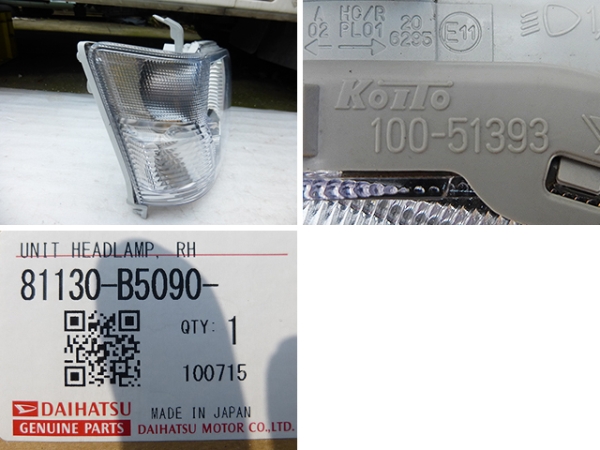 A HC/R 20 E11
02 PL01 6295
KOITO
100-51393
UNIT HEADLAMP, RH
81130-B5090-
QTY: 1
100715
DAIHATSU
GENUINE PARTS
MADE IN JAPAN
DAIHATSU MOTOR CO.,LTD.